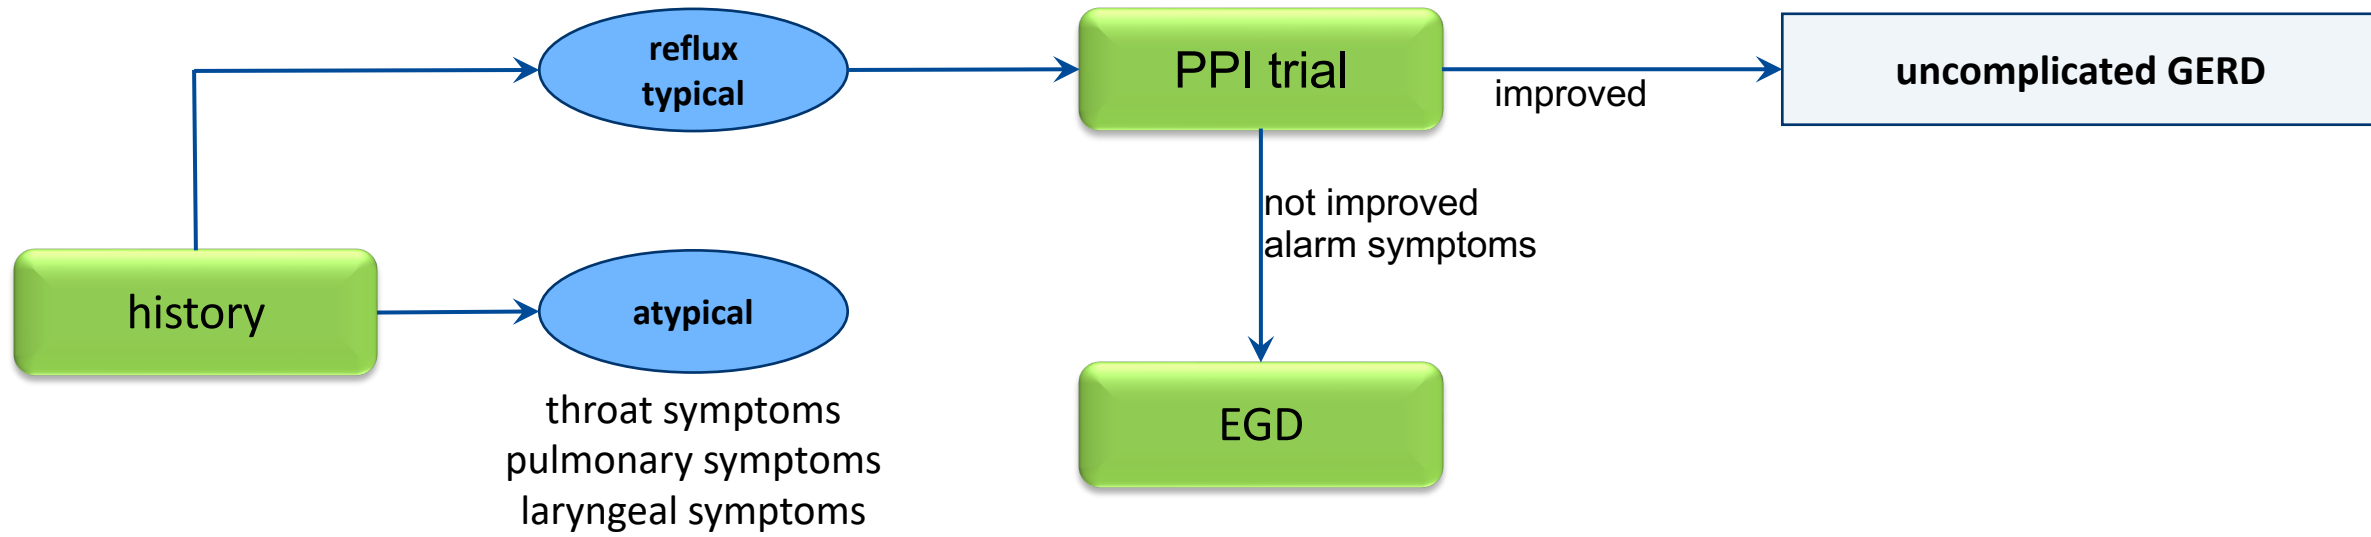 reflux
typical
PPI trial
improved
uncomplicated GERD
not improved
alarm symptoms
history
atypical
throat symptoms
pulmonary symptoms
laryngeal symptoms
EGD